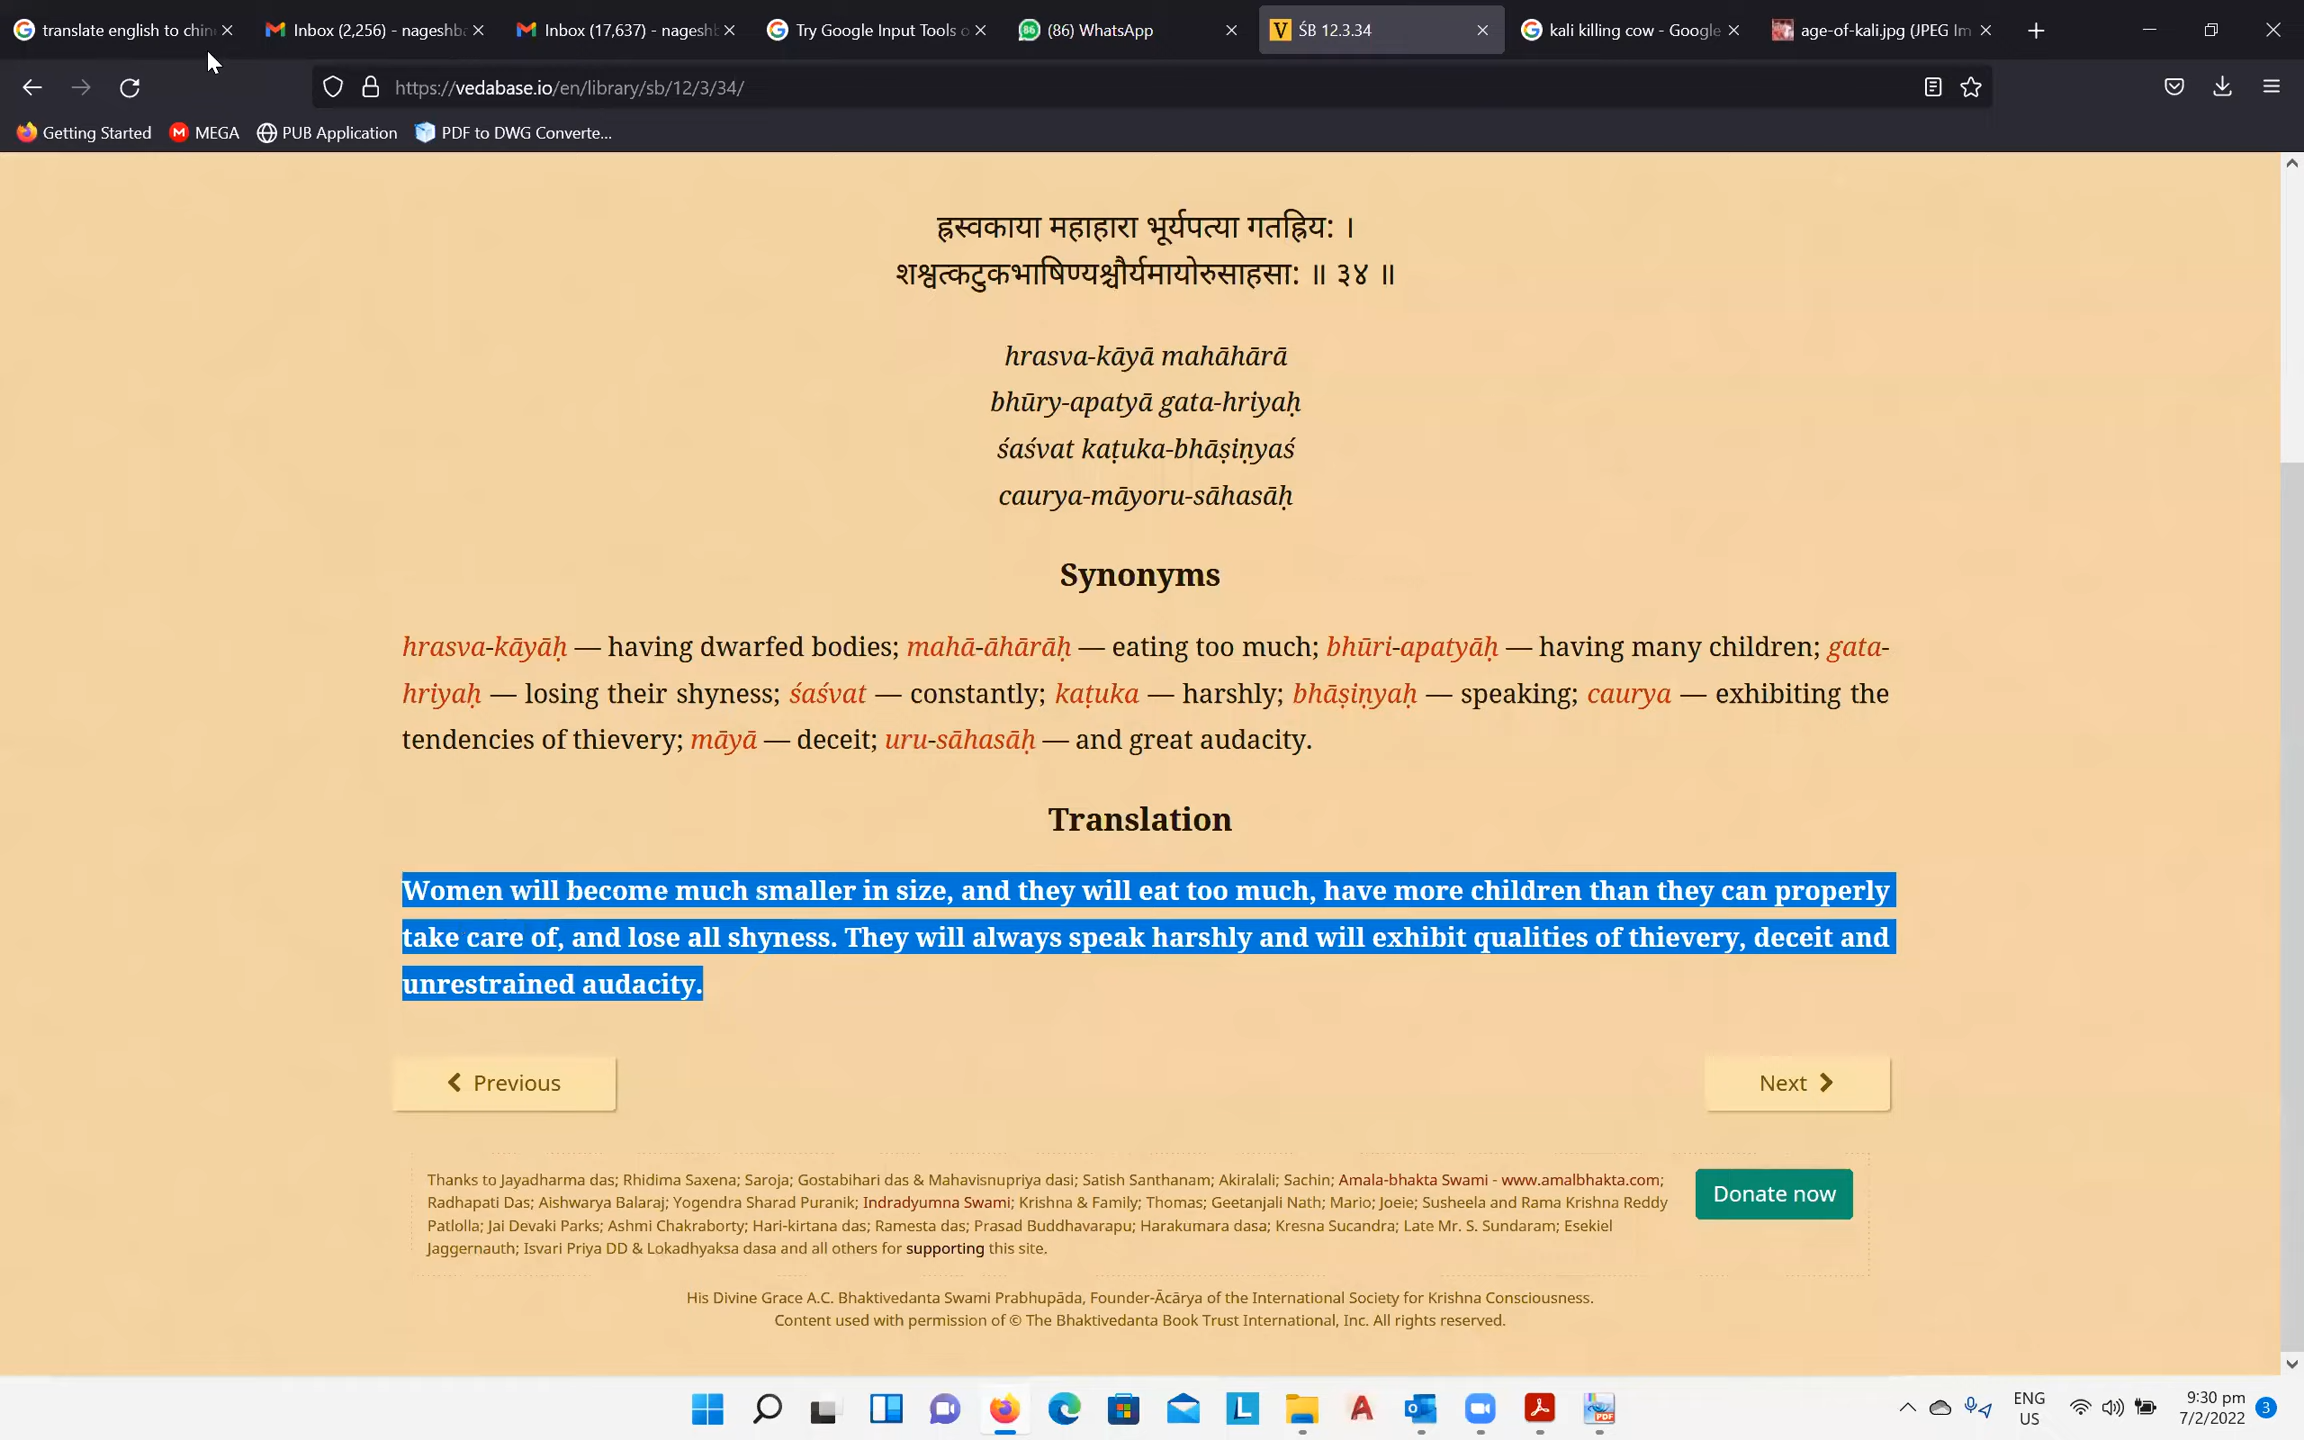 translate english to chin
Inbox (2,256) - nageshb
Inbox (17,637) - nagesh
Try Google Input Tools o
(86) WhatsApp
ŚB 12.3.34
kali killing cow - Google
age-of-kali.jpg (JPEG Im
https://vedabase.io/en/library/sb/12/3/34/
Getting Started
MEGA
PUB Application
PDF to DWG Converte...
ह्रस्वकाया महाहारा भूर्यपत्या गतह्रिय: ।
शश्वत्कटुकभाषिण्यश्चौर्यमायोरुसाहसा: ॥ ३४ ॥
hrasva-kāyā mahāhārā
bhūry-apatyā gata-hriyaḥ
śaśvat kaṭuka-bhāṣiṇyaś
caurya-māyoru-sāhasāḥ
Synonyms
hrasva-kāyāḥ — having dwarfed bodies; mahā-āhārāḥ — eating too much; bhūri-apatyāḥ — having many children; gata-
hriyaḥ — losing their shyness; śaśvat — constantly; kaṭuka — harshly; bhāṣiṇyaḥ — speaking; caurya — exhibiting the
tendencies of thievery; māyā — deceit; uru-sāhasāḥ — and great audacity.
Translation
Women will become much smaller in size, and they will eat too much, have more children than they can properly
take care of, and lose all shyness. They will always speak harshly and will exhibit qualities of thievery, deceit and
unrestrained audacity.
Previous
Next
Thanks to Jayadharma das; Rhidima Saxena; Saroja; Gostabihari das & Mahavisnupriya dasi; Satish Santhanam; Akiralali; Sachin; Amala-bhakta Swami - www.amalbhakta.com;
Radhapati Das; Aishwarya Balaraj; Yogendra Sharad Puranik; Indradyumna Swami; Krishna & Family; Thomas; Geetanjali Nath; Mario; Joeie; Susheela and Rama Krishna Reddy
Patlolla; Jai Devaki Parks; Ashmi Chakraborty; Hari-kirtana das; Ramesta das; Prasad Buddhavarapu; Harakumara dasa; Kresna Sucandra; Late Mr. S. Sundaram; Esekiel
Jaggernauth; Isvari Priya DD & Lokadhyaksa dasa and all others for supporting this site.
Donate now
His Divine Grace A.C. Bhaktivedanta Swami Prabhupāda, Founder-Ācārya of the International Society for Krishna Consciousness.
Content used with permission of © The Bhaktivedanta Book Trust International, Inc. All rights reserved.
ENG
US
9:30 pm
7/2/2022
3